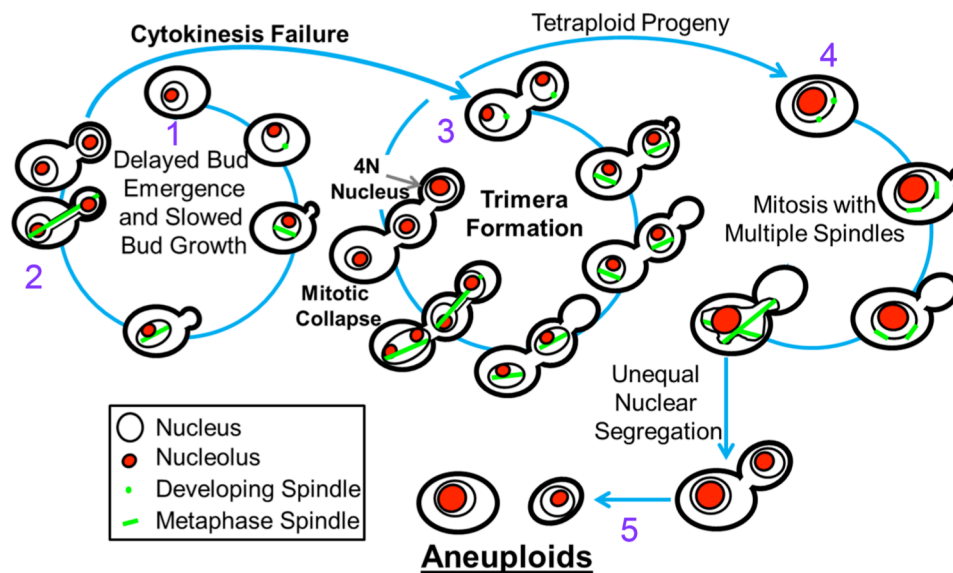 Cytokinesis Failure
Tetraploid Progeny
1
2
3
4
5
Delayed Bud
Emergence
and Slowed
Bud Growth
4N
Nucleus
Trimera
Formation
Mitotic
Collapse
Mitosis with
Multiple Spindles
Unequal
Nuclear
Segregation
Nucleus
Nucleolus
Developing Spindle
Metaphase Spindle
Aneuploids